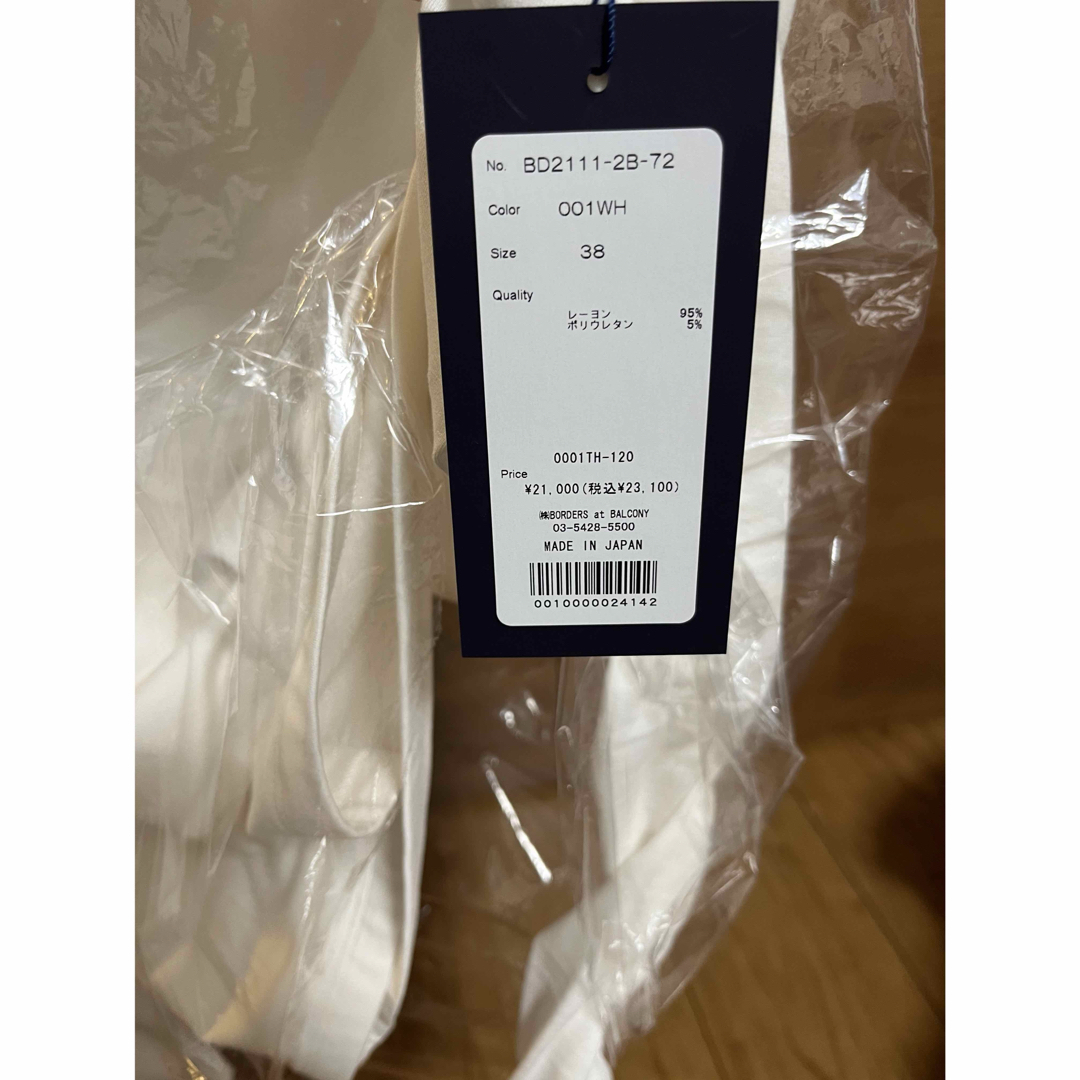 No. BD2111-2B-72
Color 001WH
Size 38
Quality
レーヨン 95%
ポリウレタン 5%
0001TH-120
Price
¥21,000(税込¥23,100)
㈱BORDERS at BALCONY
03-5428-5500
MADE IN JAPAN
0010000024142